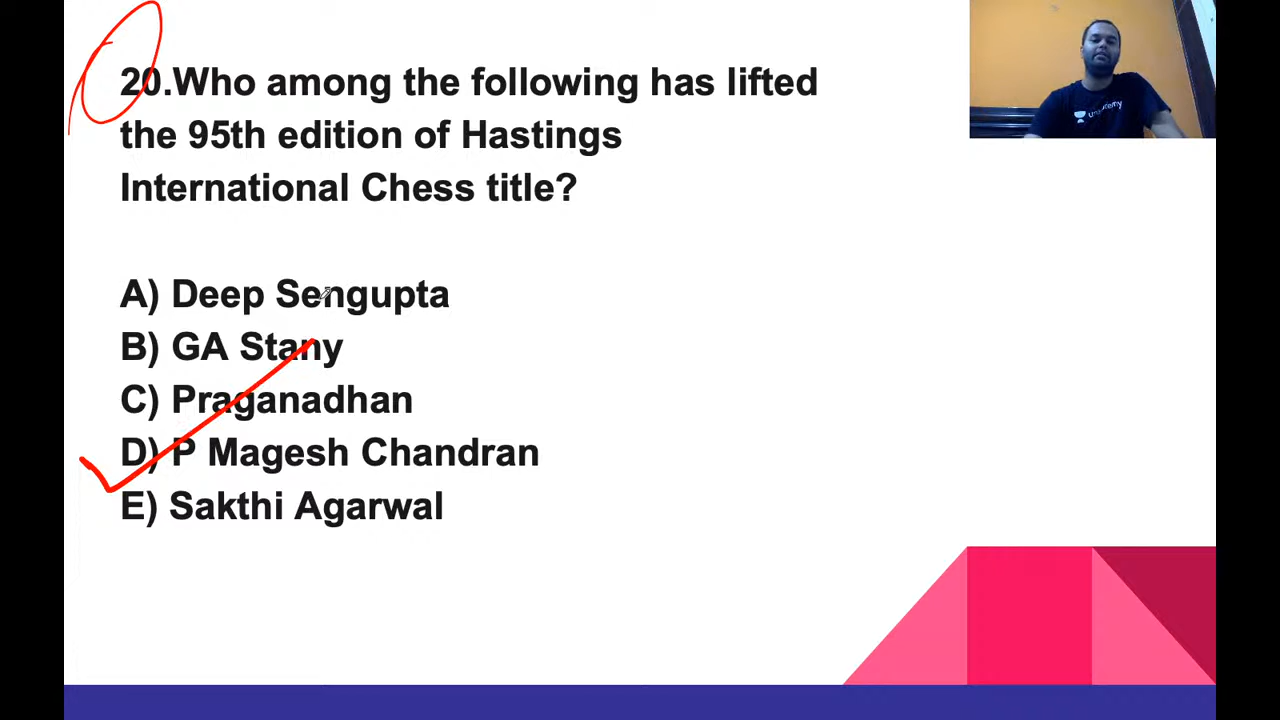 20.Who among the following has lifted
the 95th edition of Hastings
International Chess title?
A) Deep Sengupta
B) GA Stany
C) Praganadhan
D) P Magesh Chandran
E) Sakthi Agarwal